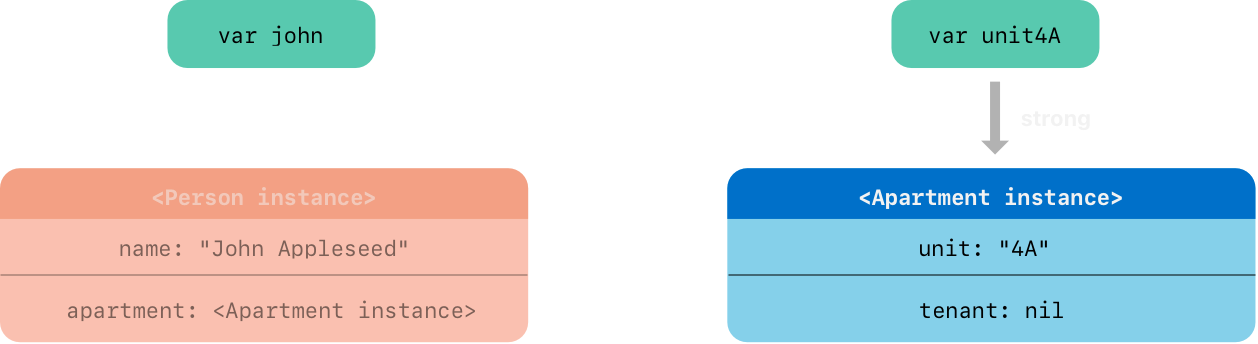 var john
var unit4A
strong
<Person instance>
<Apartment instance>
name: "John Appleseed"
unit: "4A"
apartment: <Apartment instance>
tenant: nil